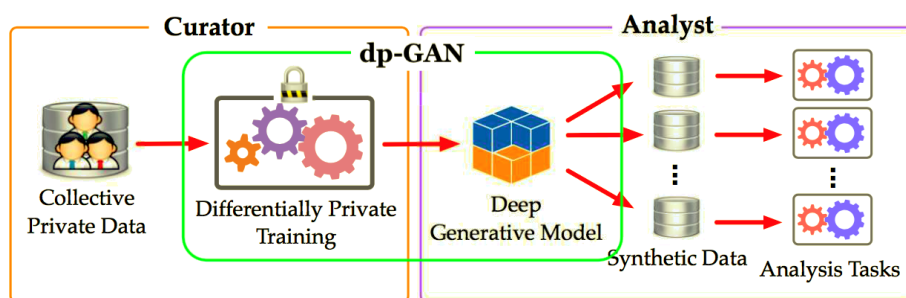 Curator
Analyst
dp-GAN
Collective
Private Data
Differentially Private
Training
Deep
Generative Model
Synthetic Data
Analysis Tasks